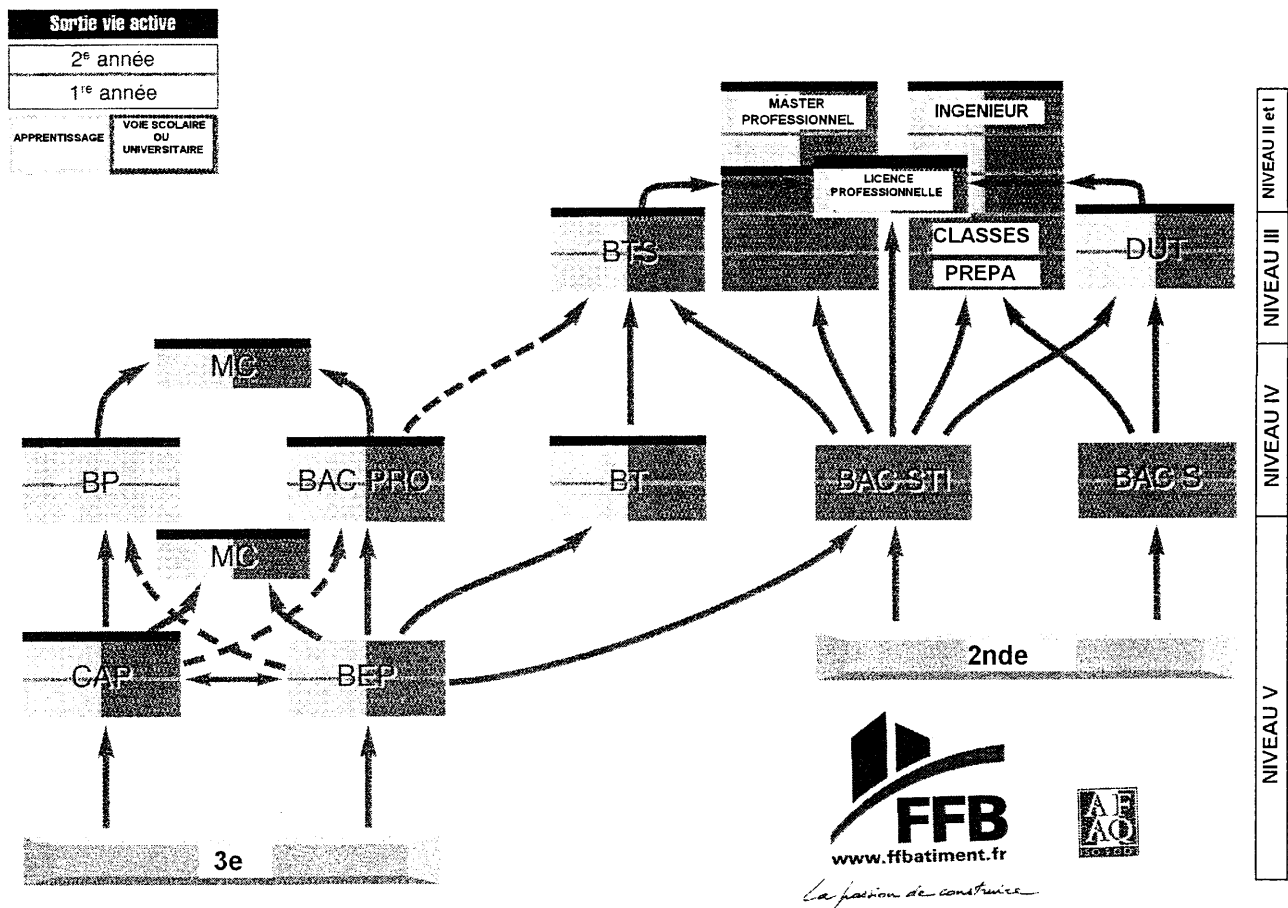 Sortie vie active
2e année
1re année
APPRENTISSAGE
VOIE SCOLAIRE
OU
UNIVERSITAIRE
MASTER
PROFESSIONNEL
INGENIEUR
LICENCE
PROFESSIONNELLE
BTS
CLASSES
PREPA
DUT
MC
BP
BAC PRO
BT
BAC STI
BAC S
MC
CAP
BEP
2nde
3e
NIVEAU II et I
NIVEAU III
NIVEAU IV
NIVEAU V
FFB
www.ffbatiment.fr
La passion de construire
AF
AQ